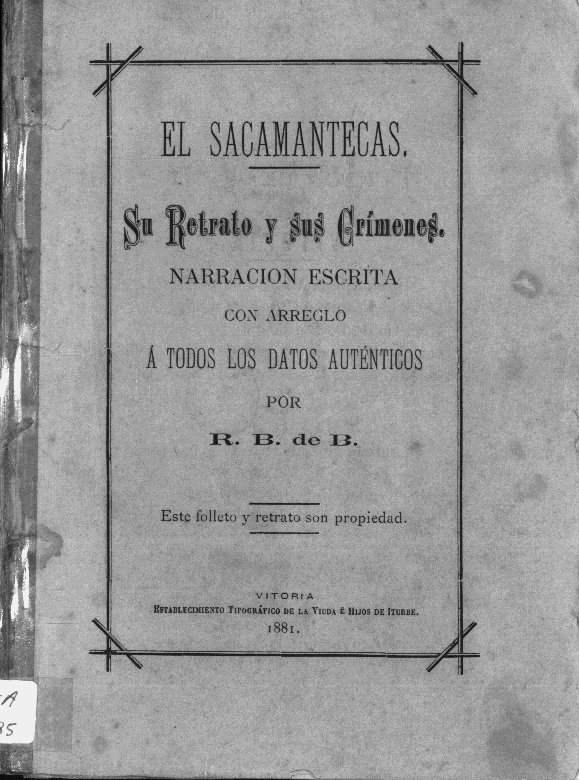 EL SACAMANTECAS.
Su Retrato y sus Crímenes.
NARRACION ESCRITA
CON ARREGLO
Á TODOS LOS DATOS AUTÉNTICOS
POR
R. B. de B.
Este folleto y retrato son propiedad.
VITORIA
ESTABLECIMIENTO TIPOGRÁFICO DE LA VIUDA É HIJOS DE ITURBE.
1881.